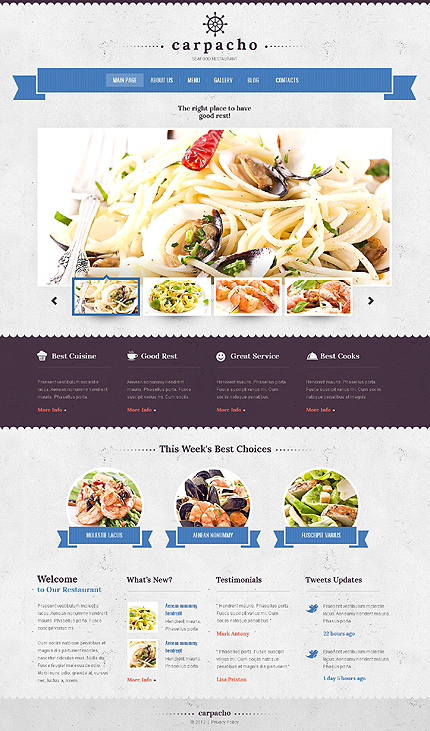 carpacho
SEAFOOD RESTAURANT
MAIN PAGE ABOUT US MENU GALLERY BLOG CONTACTS
The right place to have
good rest!
Best Cuisine
Praesent vestibulum molestie
lacus. Aenean nonummy hendrerit
mauris. Phasellus porta.
More Info
Good Rest
Aenean nonummy hendrerit
mauris. Phasellus porta. Fusce
suscipit varius mi. Cum sociis.
More Info
Great Service
Hendrerit mauris. Phasellus porta.
Fusce suscipit varius mi. Cum
sociis natoque.
More Info
Best Cooks
Hendrerit mauris. Phasellus
porta. Fusce suscipit. Cum sociis
natoque penatibus et magnis.
More Info
This Week's Best Choices
MOLESTIE LACUS
AENEAN NONUMMY
FUSCEIPIT VARIUS
Welcome
to Our Restaurant
Praesent vestibulum molestie
lacus. Aenean nonummy hendrerit
mauris. Phasellus porta. Fusce
suscipit varius mi.
Cum sociis natoque penatibus et
magnis dis parturient montes,
nascetur ridiculus mus. Nulla dui.
Fusce feugiat malesuada odio.
Morbi nunc odio, gravida at, cursus
nec, luctus a, lorem.
What's New?
Aenean nonummy
hendrerit
Mauris. Phasellus
porta. Fusce
suscipit.
Aenean nonummy
hendrerit
Hendrerit mauris.
Phasellus porta.
More Info
Testimonials
" Hendrerit mauris. Phasellus porta.
Fusce suscipit varius mi. Cum
sociis natoque penatibus."
Mark Antony
" Phasellus porta. Fusce suscipit
varius mi. Cum sociis natoque
penatibus et magnis dis parturient."
Lisa Priston
Tweets Updates
Praesent vestibulum molestie
lacus. Aenean nonummy hendrerit
mauris. Phasellus porta.
22 hours ago
Praesent vestibulum molestie
lacus. Aenean nonummy hendrerit
mauris. Phasellus porta.
1 day 5 hours ago
carpacho
© 2012 | Privacy Policy